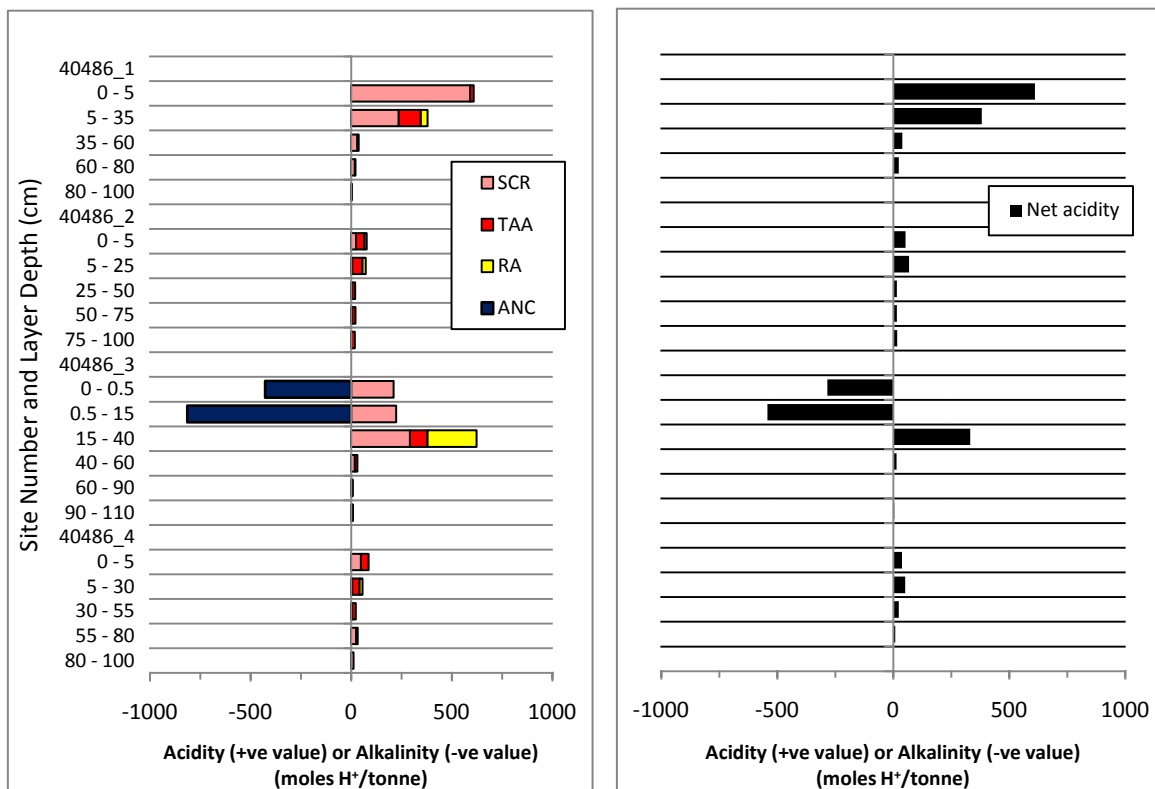 Site Number and Layer Depth (cm)
40486_1
0 - 5
5 - 35
35 - 60
60 - 80
80 - 100
40486_2
0 - 5
5 - 25
25 - 50
50 - 75
75 - 100
40486_3
0 - 0.5
0.5 - 15
15 - 40
40 - 60
60 - 90
90 - 110
40486_4
0 - 5
5 - 30
30 - 55
55 - 80
80 - 100
SCR
TAA
RA
ANC
-1000 -500 0 500 1000
Acidity (+ve value) or Alkalinity (-ve value)
(moles H⁺/tonne)
Net acidity
-1000 -500 0 500 1000
Acidity (+ve value) or Alkalinity (-ve value)
(moles H⁺/tonne)